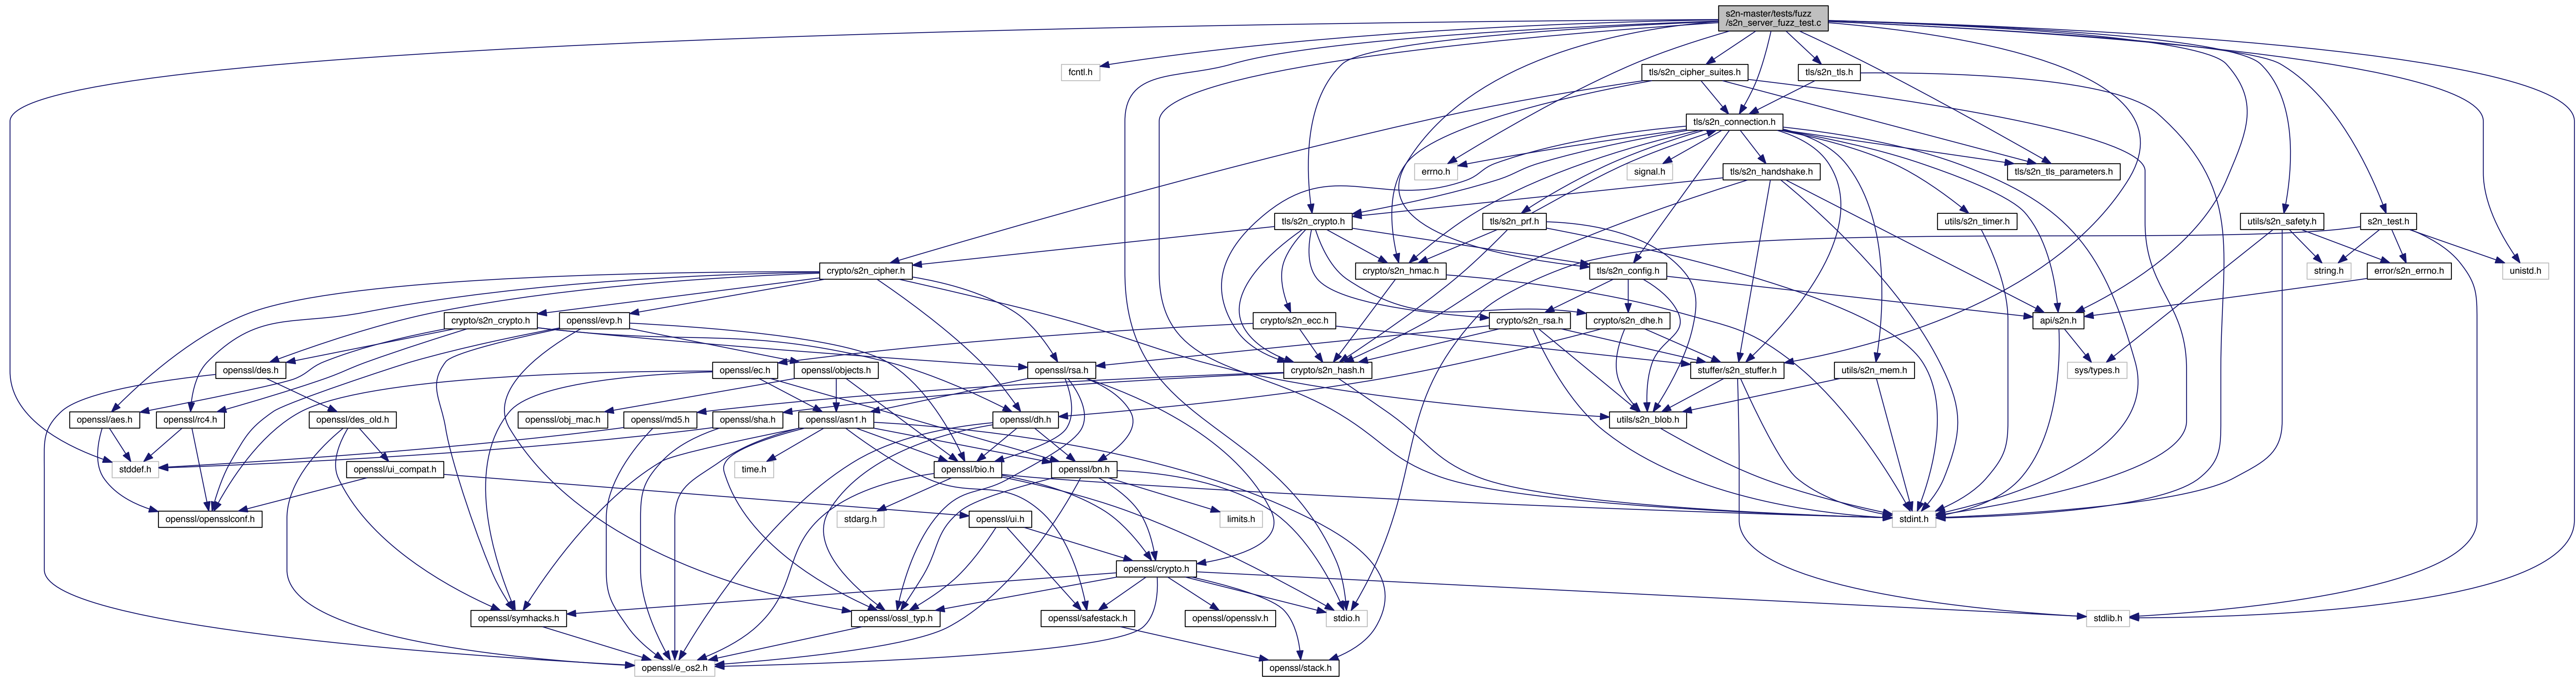 s2n-master/tests/fuzz
/s2n_server_fuzz_test.c
fcntl.h
tls/s2n_cipher_suites.h
tls/s2n_tls.h
tls/s2n_connection.h
errno.h
signal.h
tls/s2n_handshake.h
tls/s2n_tls_parameters.h
tls/s2n_crypto.h
tls/s2n_prf.h
utils/s2n_timer.h
utils/s2n_safety.h
s2n_test.h
crypto/s2n_cipher.h
crypto/s2n_hmac.h
tls/s2n_config.h
string.h
error/s2n_errno.h
unistd.h
crypto/s2n_crypto.h
openssl/evp.h
crypto/s2n_ecc.h
crypto/s2n_rsa.h
crypto/s2n_dhe.h
api/s2n.h
openssl/des.h
openssl/ec.h
openssl/objects.h
openssl/rsa.h
crypto/s2n_hash.h
stuffer/s2n_stuffer.h
utils/s2n_mem.h
sys/types.h
openssl/aes.h
openssl/rc4.h
openssl/des_old.h
openssl/obj_mac.h
openssl/md5.h
openssl/sha.h
openssl/asn1.h
openssl/dh.h
utils/s2n_blob.h
stddef.h
openssl/ui_compat.h
time.h
openssl/bio.h
openssl/bn.h
openssl/opensslconf.h
stdarg.h
openssl/ui.h
limits.h
stdint.h
openssl/crypto.h
openssl/symhacks.h
openssl/ossl_typ.h
openssl/safestack.h
openssl/opensslv.h
stdio.h
stdlib.h
openssl/e_os2.h
openssl/stack.h